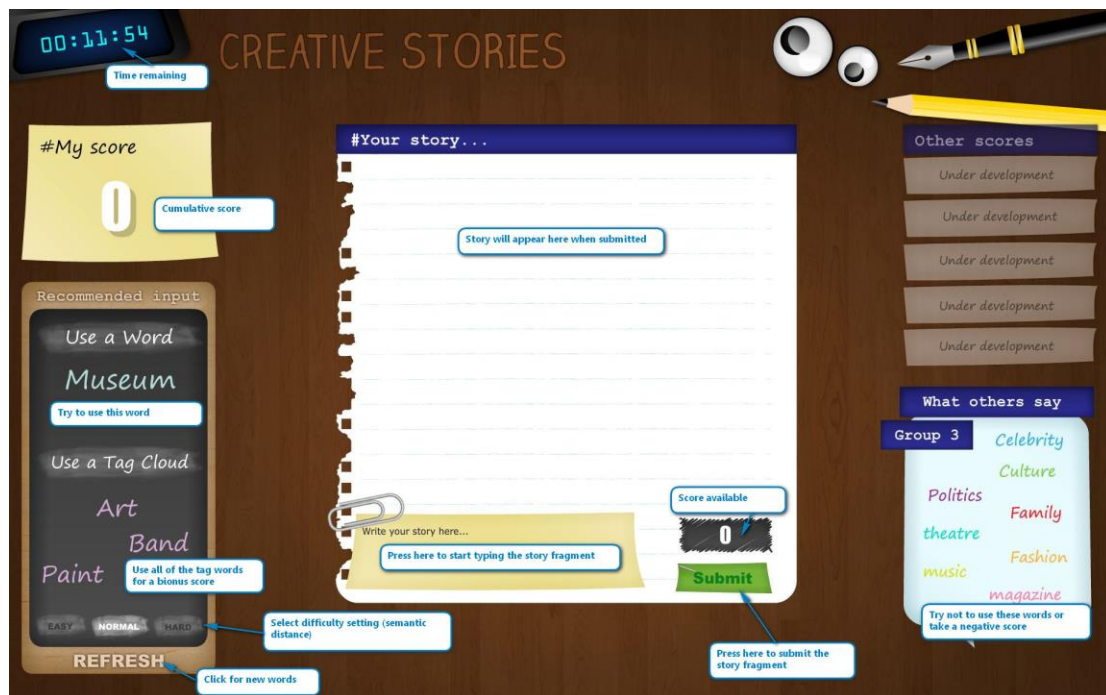 00:11:54
Time remaining
CREATIVE STORIES
#My score
0
Cumulative score
Recommended input
Use a Word
Museum
Try to use this word
Use a Tag Cloud
Art
Band
Paint
Use all of the tag words
for a bionus score
EASY NORMAL HARD
Select difficulty setting (semantic
distance)
REFRESH
Click for new words
#Your story...
Story will appear here when submitted
Score available
0
Write your story here...
Press here to start typing the story fragment
Submit
Press here to submit the
story fragment
Other scores
Under development
Under development
Under development
Under development
Under development
What others say
Group 3
Celebrity
Culture
Politics
Family
theatre
Fashion
music
magazine
Try not to use these words or
take a negative score